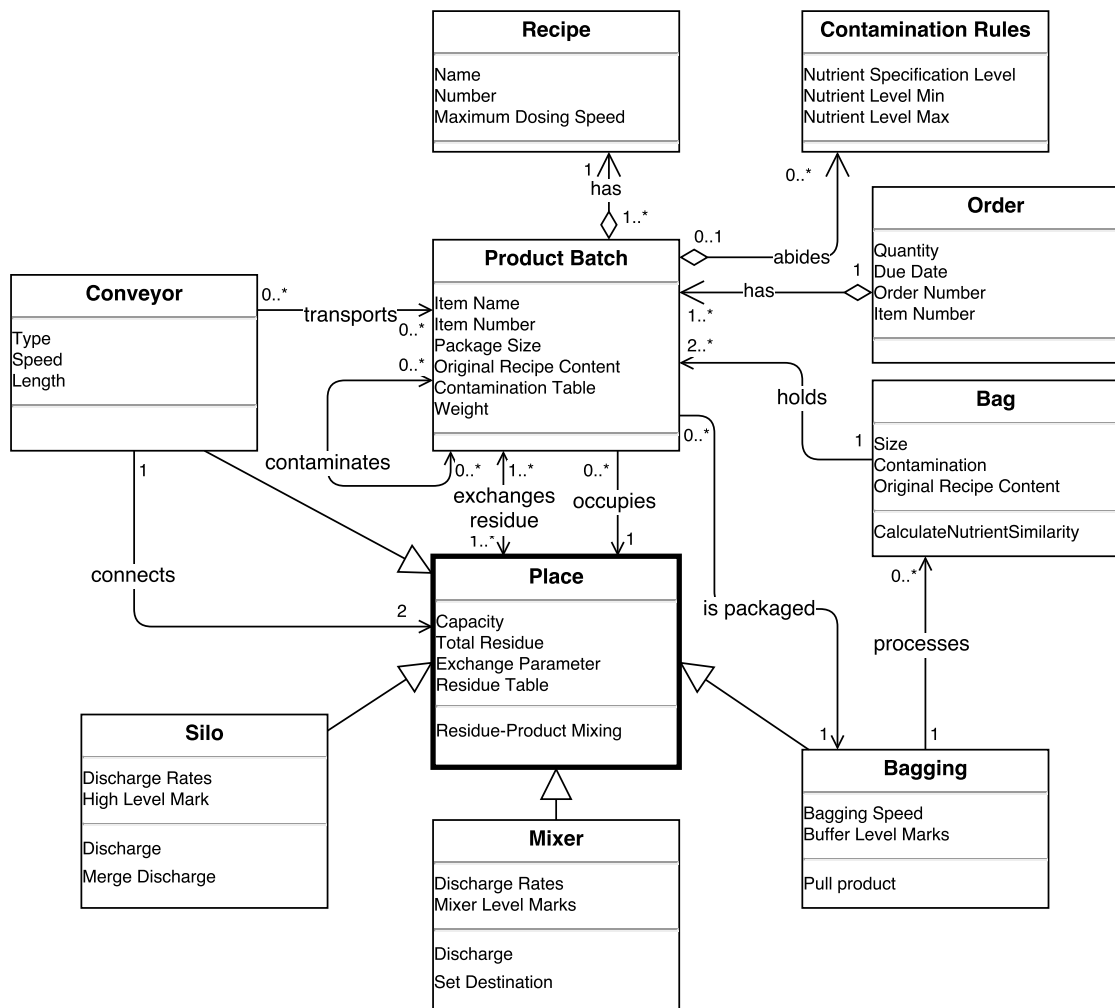 Recipe
Name
Number
Maximum Dosing Speed
Contamination Rules
Nutrient Specification Level
Nutrient Level Min
Nutrient Level Max
1
has
1..*
0..*
0..1
abides
Order
Quantity
Due Date
Order Number
Item Number
1
has
1..*
Product Batch
Item Name
Item Number
Package Size
Original Recipe Content
Contamination Table
Weight
Conveyor
Type
Speed
Length
0..*
transports
0..*
0..*
contaminates
0..*
2..*
holds
1
Bag
Size
Contamination
Original Recipe Content
CalculateNutrientSimilarity
1..*
exchanges
residue
1..*
0..*
occupies
1
0..*
is packaged
1
0..*
processes
1
1
connects
2
Place
Capacity
Total Residue
Exchange Parameter
Residue Table
Residue-Product Mixing
Silo
Discharge Rates
High Level Mark
Discharge
Merge Discharge
Mixer
Discharge Rates
Mixer Level Marks
Discharge
Set Destination
Bagging
Bagging Speed
Buffer Level Marks
Pull product